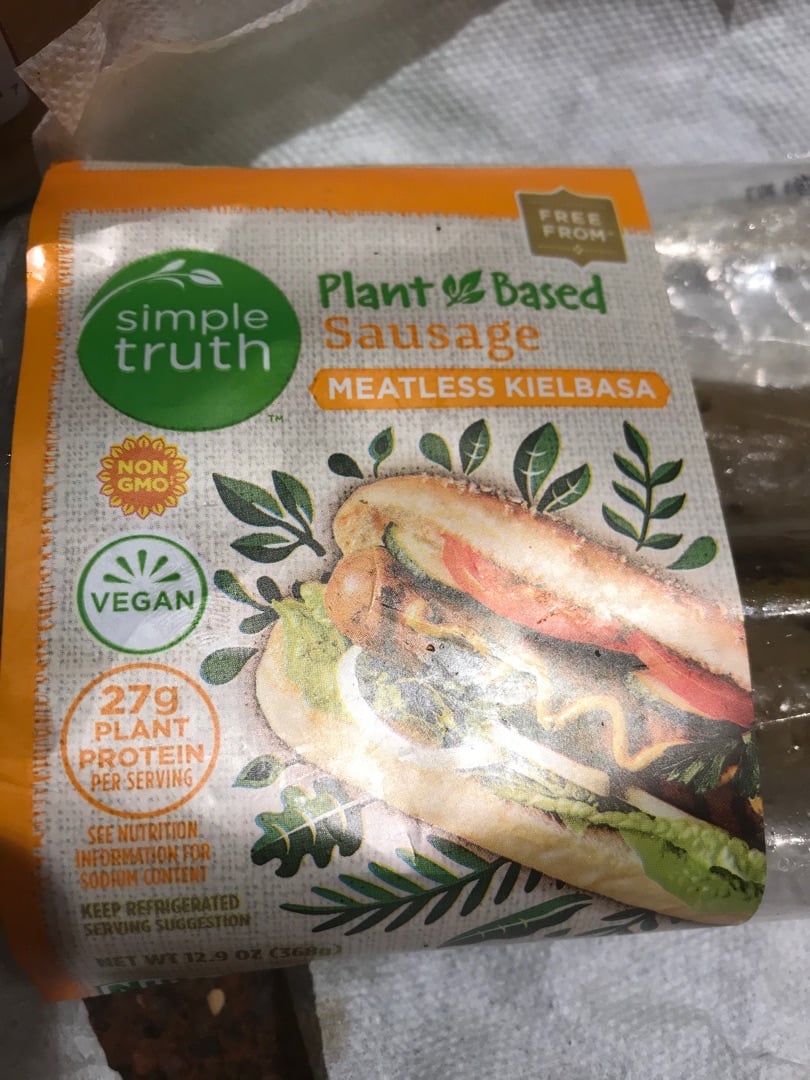 FREE
FROM
simple
truth
™
Plant Based
Sausage
MEATLESS KIELBASA
NON
GMO
VEGAN
27g
PLANT
PROTEIN
PER SERVING
SEE NUTRITION
INFORMATION FOR
SODIUM CONTENT
KEEP REFRIGERATED
SERVING SUGGESTION
NET WT 12.9 OZ (368g)